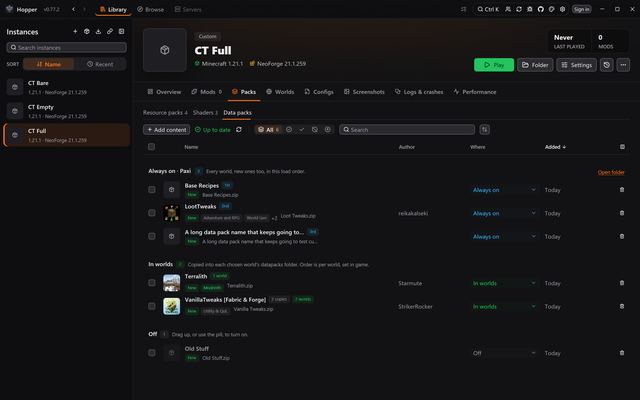 Hopper v0.77.2
Library
Browse
Servers
Ctrl K
Sign in
Instances
Search instances
SORT
Name
Recent
CT Bare
1.21.1 · NeoForge 21.1.259
CT Empty
1.21.1 · NeoForge 21.1.259
CT Full
1.21.1 · NeoForge 21.1.259
Custom
CT Full
Minecraft 1.21.1
NeoForge 21.1.259
Never
LAST PLAYED
0
MODS
Play
Folder
Settings
Overview
Mods 0
Packs
Worlds
Configs
Screenshots
Logs & crashes
Performance
Resource packs 4
Shaders 3
Data packs
Add content
Up to date
All 6
Search
Name
Author
Where
Added
Always on · Paxi 3 Every world, new ones too, in this load order.
Open folder
Base Recipes 1st
New Base Recipes.zip
Always on
Today
LootTweaks 2nd
New Adventure and RPG World Gen +2 Loot Tweaks.zip
reikakalseki
Always on
Today
A long data pack name that keeps going to... 3rd
New A long data pack name that keeps going to test cu...
Always on
Today
In worlds 2 Copied into each chosen world's datapacks folder. Order is per world, set in game.
Terralith 1 world
New Modrinth Terralith.zip
Starmute
In worlds
Today
VanillaTweaks [Fabric & Forge] 2 copies 2 worlds
New Utility & QoL Vanilla Tweaks.zip
StrikerRocker
In worlds
Today
Off 1 Drag up, or use the pill, to turn on.
Old Stuff
New Old Stuff.zip
Off
Today